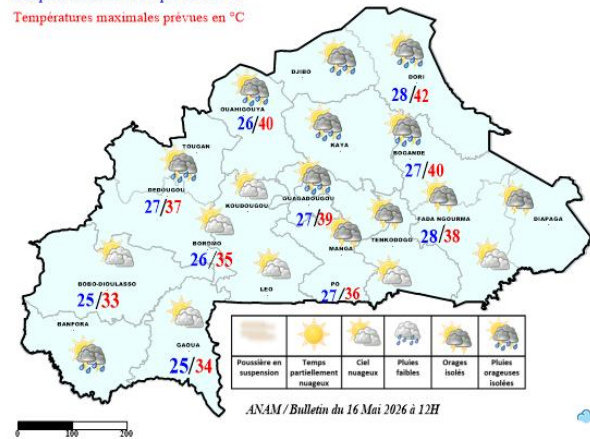 Températures maximales prévues en °C
DJIBO
DORI
28/42
OUAHIGOUYA
26/40
KAYA
BOGANDE
27/40
TOUGAN
DEDOUGOU
27/37
KOUDOUGOU
OUAGADOUGOU
27/39
FADA NGOURMA
28/38
DIAPAGA
BOROMO
26/35
MANGA
TENKODOGO
BOBO-DIOULASSO
25/33
LEO
PO
27/36
BANFORA
GAOUA
25/34
Poussière en suspension
Temps partiellement nuageux
Ciel nuageux
Pluies faibles
Orages isolés
Pluies orageuses isolées
ANAM / Bulletin du 16 Mai 2026 à 12H
0 100 200